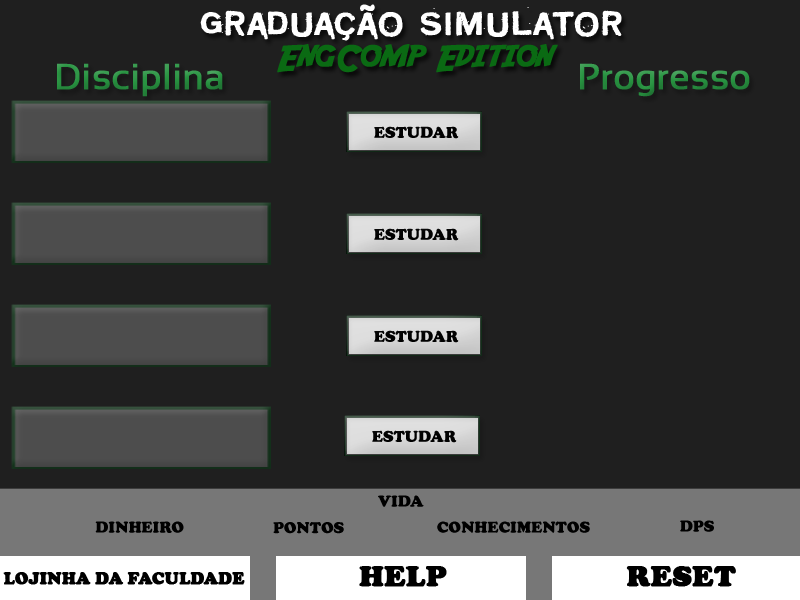 GRADUAÇÃO SIMULATOR
ENGCOMP EDITION
Disciplina
Progresso
ESTUDAR
ESTUDAR
ESTUDAR
ESTUDAR
VIDA
DINHEIRO PONTOS CONHECIMENTOS DPS
LOJINHA DA FACULDADE HELP RESET